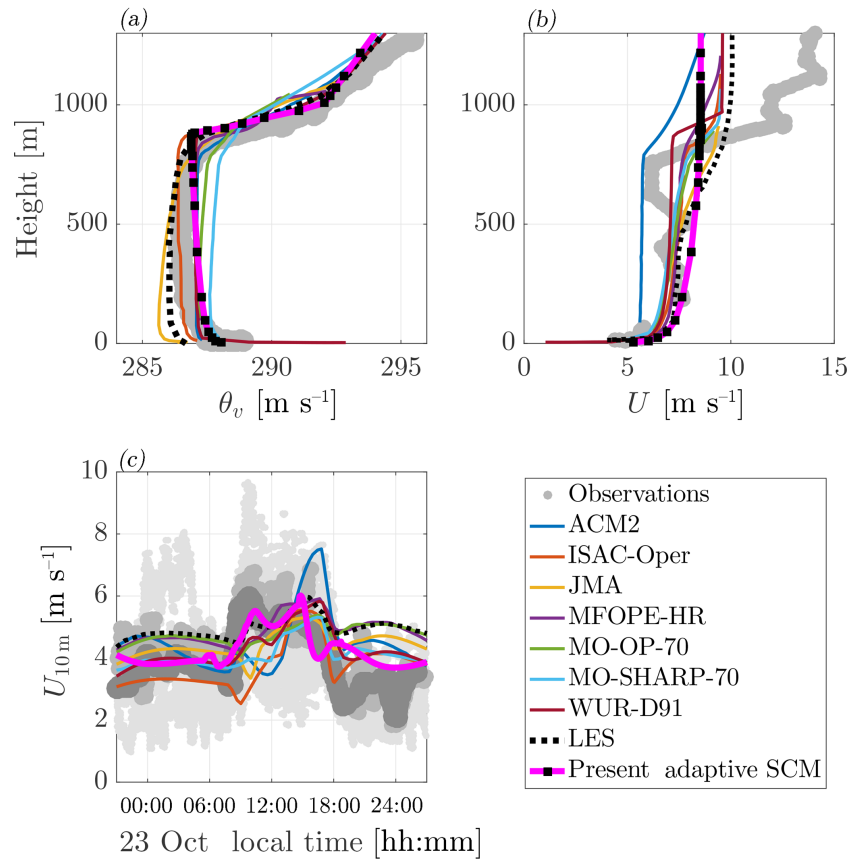 (a)
(b)
Height [m]
1000
500
0
285
290
295
θv [m s⁻¹]
1000
500
0
0
5
10
15
U [m s⁻¹]
(c)
U10 m [m s⁻¹]
10
8
6
4
2
0
00:00 06:00 12:00 18:00 24:00
23 Oct local time [hh:mm]
Observations
ACM2
ISAC-Oper
JMA
MFOPE-HR
MO-OP-70
MO-SHARP-70
WUR-D91
LES
Present adaptive SCM